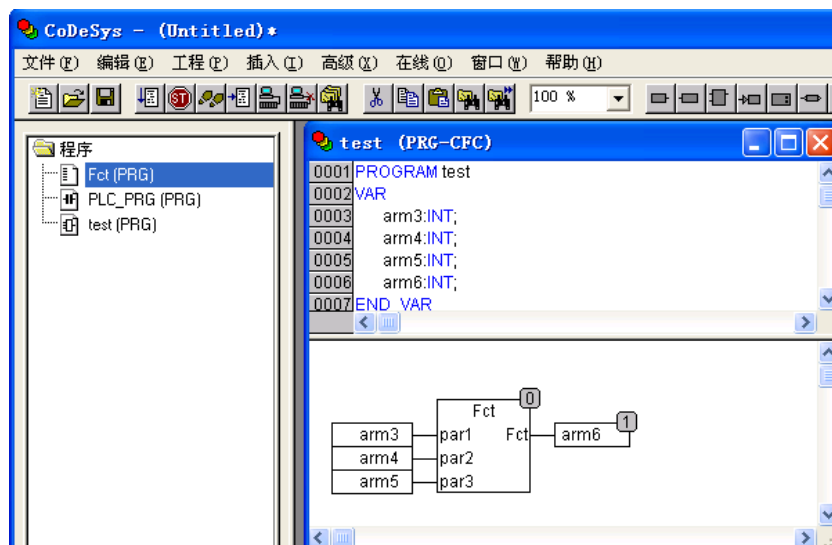 CoDeSys - (Untitled)*
文件(F) 编辑(E) 工程(P) 插入(I) 高级(X) 在线(O) 窗口(W) 帮助(H)
ST 100 %
程序
Fct (PRG)
PLC_PRG (PRG)
test (PRG)
test (PRG-CFC)
0001 PROGRAM test
0002 VAR
0003 arm3:INT;
0004 arm4:INT;
0005 arm5:INT;
0006 arm6:INT;
0007 END_VAR
0
Fct 1
arm3 par1 Fct arm6
arm4 par2
arm5 par3